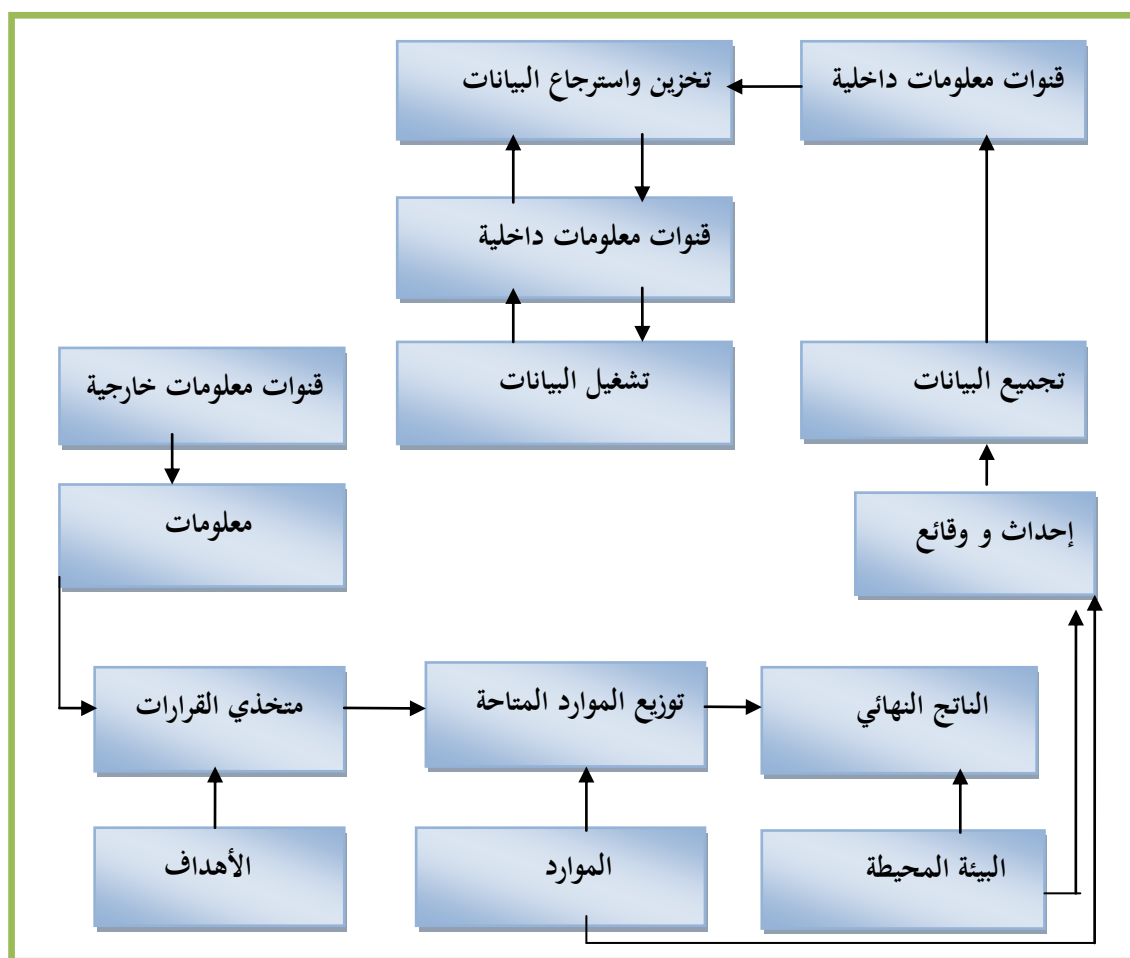 قنوات معلومات داخلية
تخزين واسترجاع البيانات
قنوات معلومات داخلية
تجميع البيانات
تشغيل البيانات
قنوات معلومات خارجية
إحداث و وقائع
معلومات
الناتج النهائي
توزيع الموارد المتاحة
متخذي القرارات
البيئة المحيطة
الموارد
الأهداف